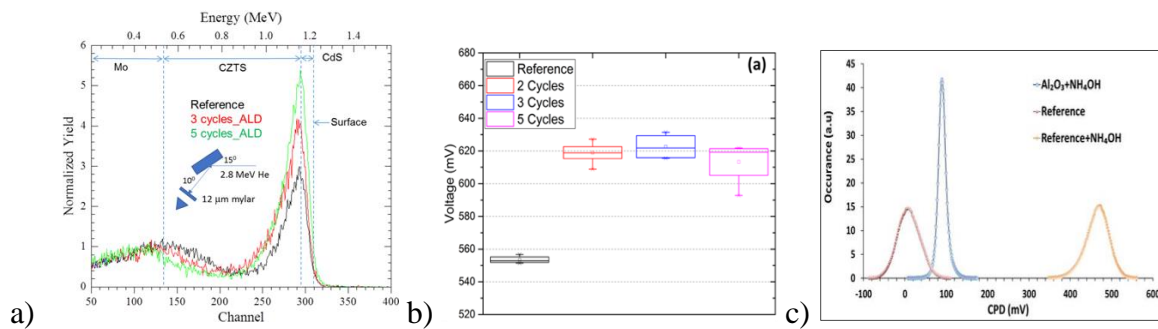 a)
Energy (MeV)
0.4 0.6 0.8 1.0 1.2 1.4
Mo
CZTS
CdS
Reference
3 cycles_ALD
5 cycles_ALD
Surface
15⁰
10⁰
2.8 MeV He
12 µm mylar
Normalized Yield
6
5
4
3
2
1
0
50 100 150 200 250 300 350 400
Channel
b)
(a)
Reference
2 Cycles
3 Cycles
5 Cycles
Voltage (mV)
680
660
640
620
600
580
560
540
c)
Al₂O₃+NH₄OH
Reference
Reference+NH₄OH
Occurance (a.u)
45
40
35
30
25
20
15
10
5
0
-100 0 100 200 300 400 500 600
CPD (mV)